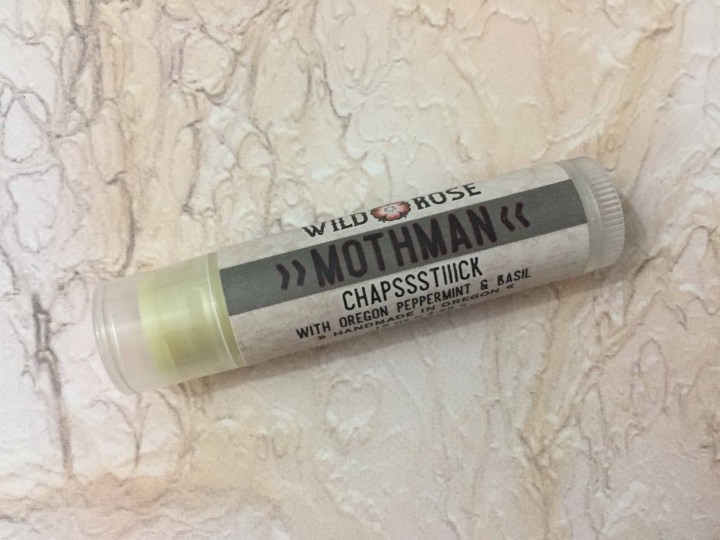 WILD ROSE
›› MOTHMAN ‹‹
CHAPSSSTIIICK
WITH OREGON PEPPERMINT & BASIL
» HANDMADE IN OREGON «